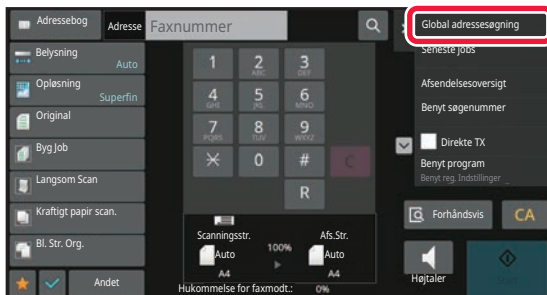 Adressebog
Adresse
Faxnummer
Global adressesøgning
Seneste jobs
Belysning
Auto
Opløsning
Superfin
Original
Byg Job
Langsom Scan
Kraftigt papir scan.
Bl. Str. Org.
Andet
1
2 ABC
3 DEF
4 GHI
5 JKL
6 MNO
7 PQRS
8 TUV
9 WXYZ
0
#
C
R
Scanningsstr.
Auto
A4
100%
Afs.Str.
Auto
A4
Hukommelse for faxmodt.: 0%
Afsendelsesoversigt
Benyt søgenummer
Direkte TX
Benyt program
Benyt reg. Indstillinger
Forhåndsvis
CA
Højtaler
Start